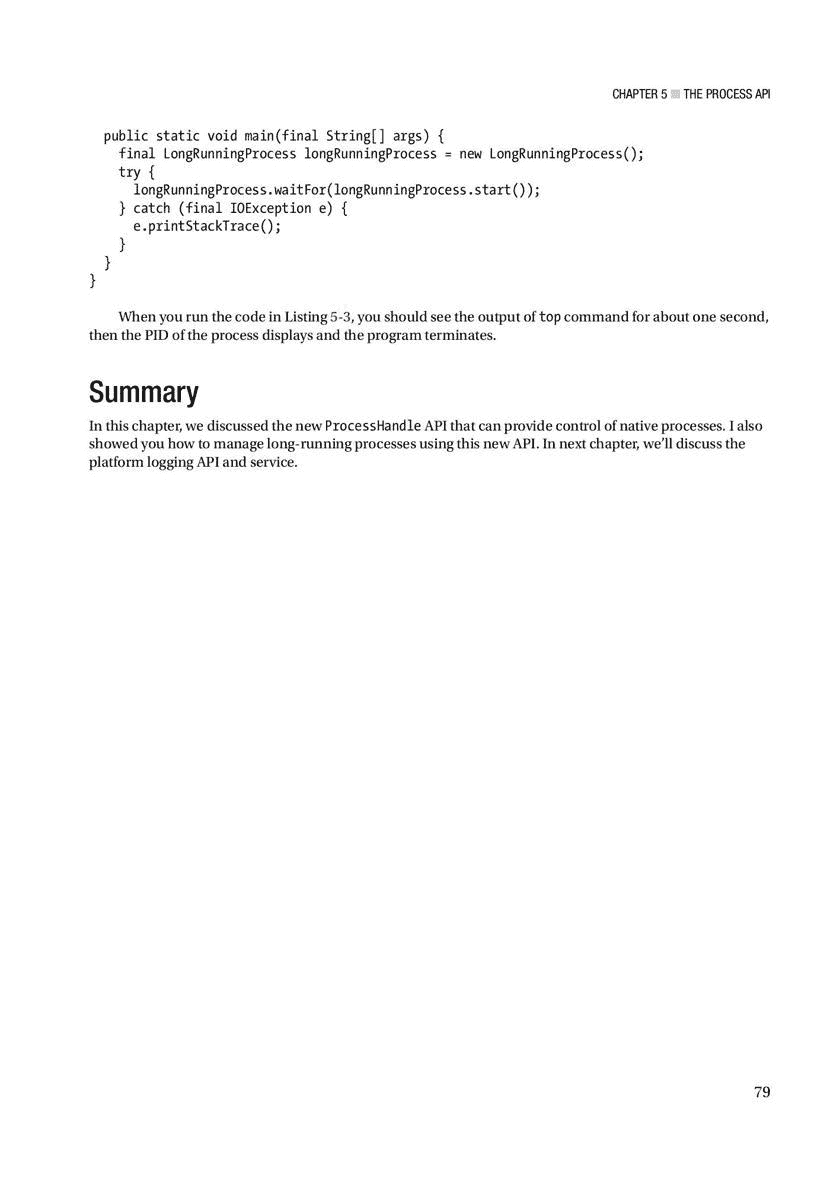 CHAPTER 5 ■ THE PROCESS API
public static void main(final String[] args) {
final LongRunningProcess longRunningProcess = new LongRunningProcess();
try {
longRunningProcess.waitFor(longRunningProcess.start());
} catch (final IOException e) {
e.printStackTrace();
}
}
}
When you run the code in Listing 5-3, you should see the output of top command for about one second,
then the PID of the process displays and the program terminates.
Summary
In this chapter, we discussed the new ProcessHandle API that can provide control of native processes. I also
showed you how to manage long-running processes using this new API. In next chapter, we’ll discuss the
platform logging API and service.
79